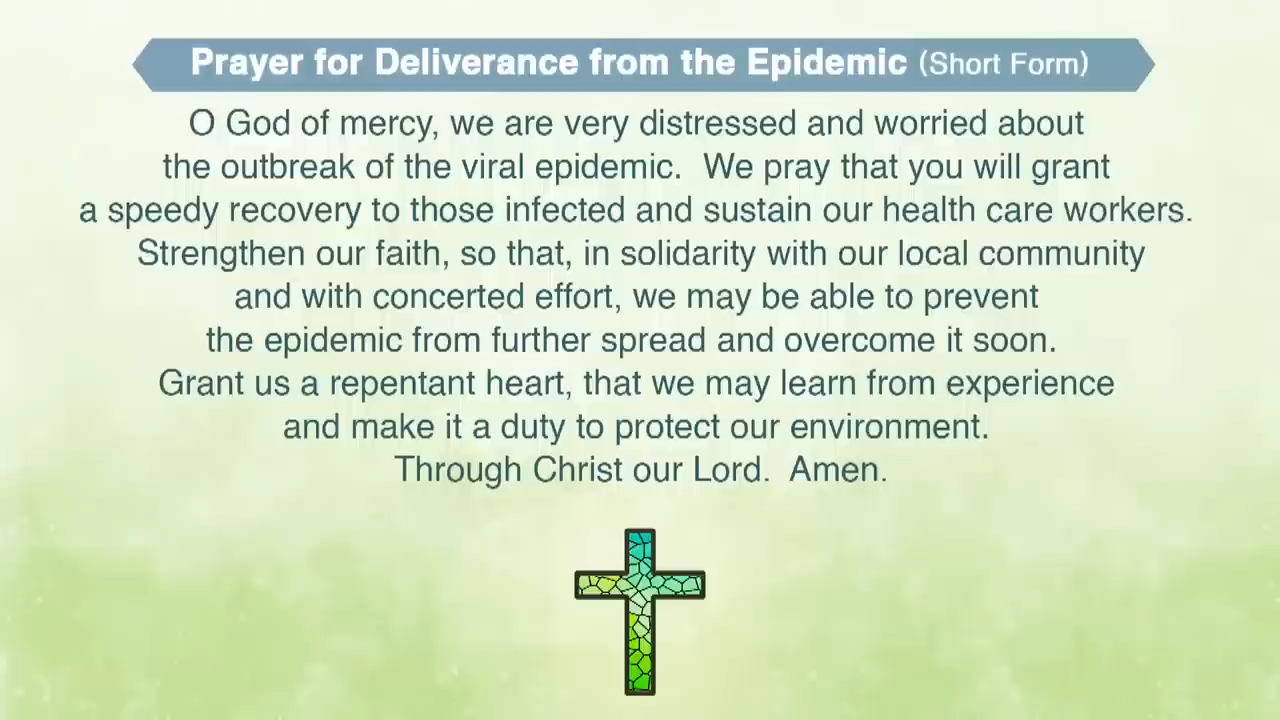 Prayer for Deliverance from the Epidemic (Short Form)
O God of mercy, we are very distressed and worried about
the outbreak of the viral epidemic.  We pray that you will grant
a speedy recovery to those infected and sustain our health care workers.
Strengthen our faith, so that, in solidarity with our local community
and with concerted effort, we may be able to prevent
the epidemic from further spread and overcome it soon.
Grant us a repentant heart, that we may learn from experience
and make it a duty to protect our environment.
Through Christ our Lord.  Amen.